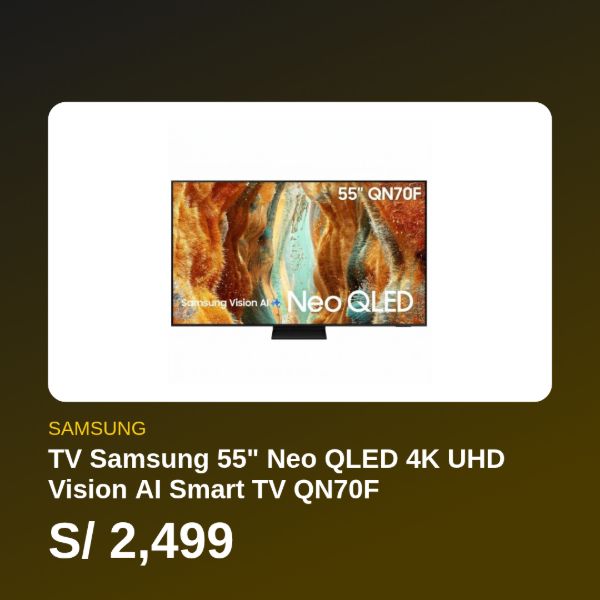 55" QN70F
Samsung Vision AI
Neo QLED
SAMSUNG
TV Samsung 55" Neo QLED 4K UHD
Vision AI Smart TV QN70F
S/ 2,499